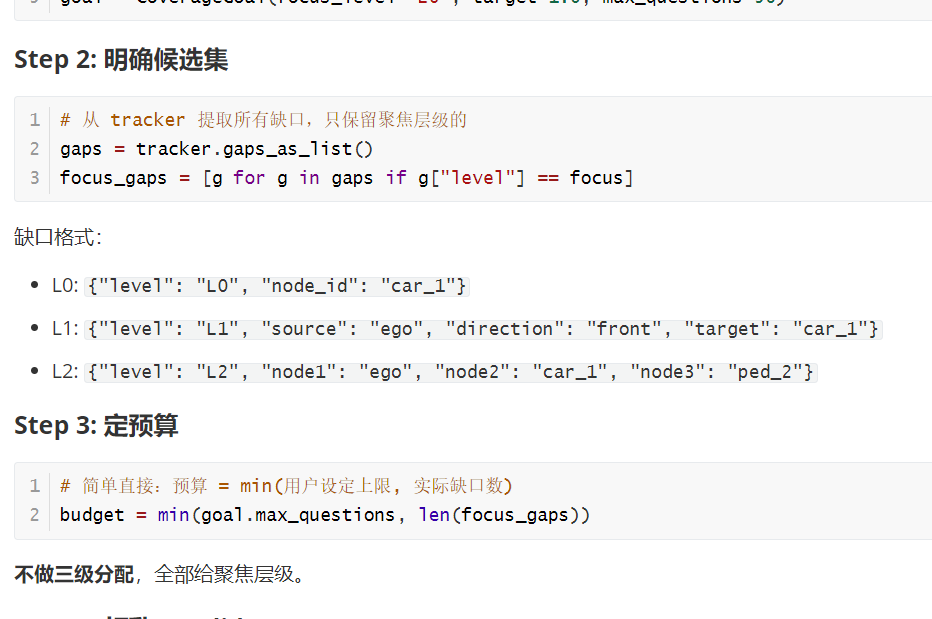 Step 2: 明确候选集
1 # 从 tracker 提取所有缺口，只保留聚焦层级的
2 gaps = tracker.gaps_as_list()
3 focus_gaps = [g for g in gaps if g["level"] == focus]
缺口格式：
• L0: {"level": "L0", "node_id": "car_1"}
• L1: {"level": "L1", "source": "ego", "direction": "front", "target": "car_1"}
• L2: {"level": "L2", "node1": "ego", "node2": "car_1", "node3": "ped_2"}
Step 3: 定预算
1 # 简单直接：预算 = min(用户设定上限, 实际缺口数)
2 budget = min(goal.max_questions, len(focus_gaps))
不做三级分配，全部给聚焦层级。